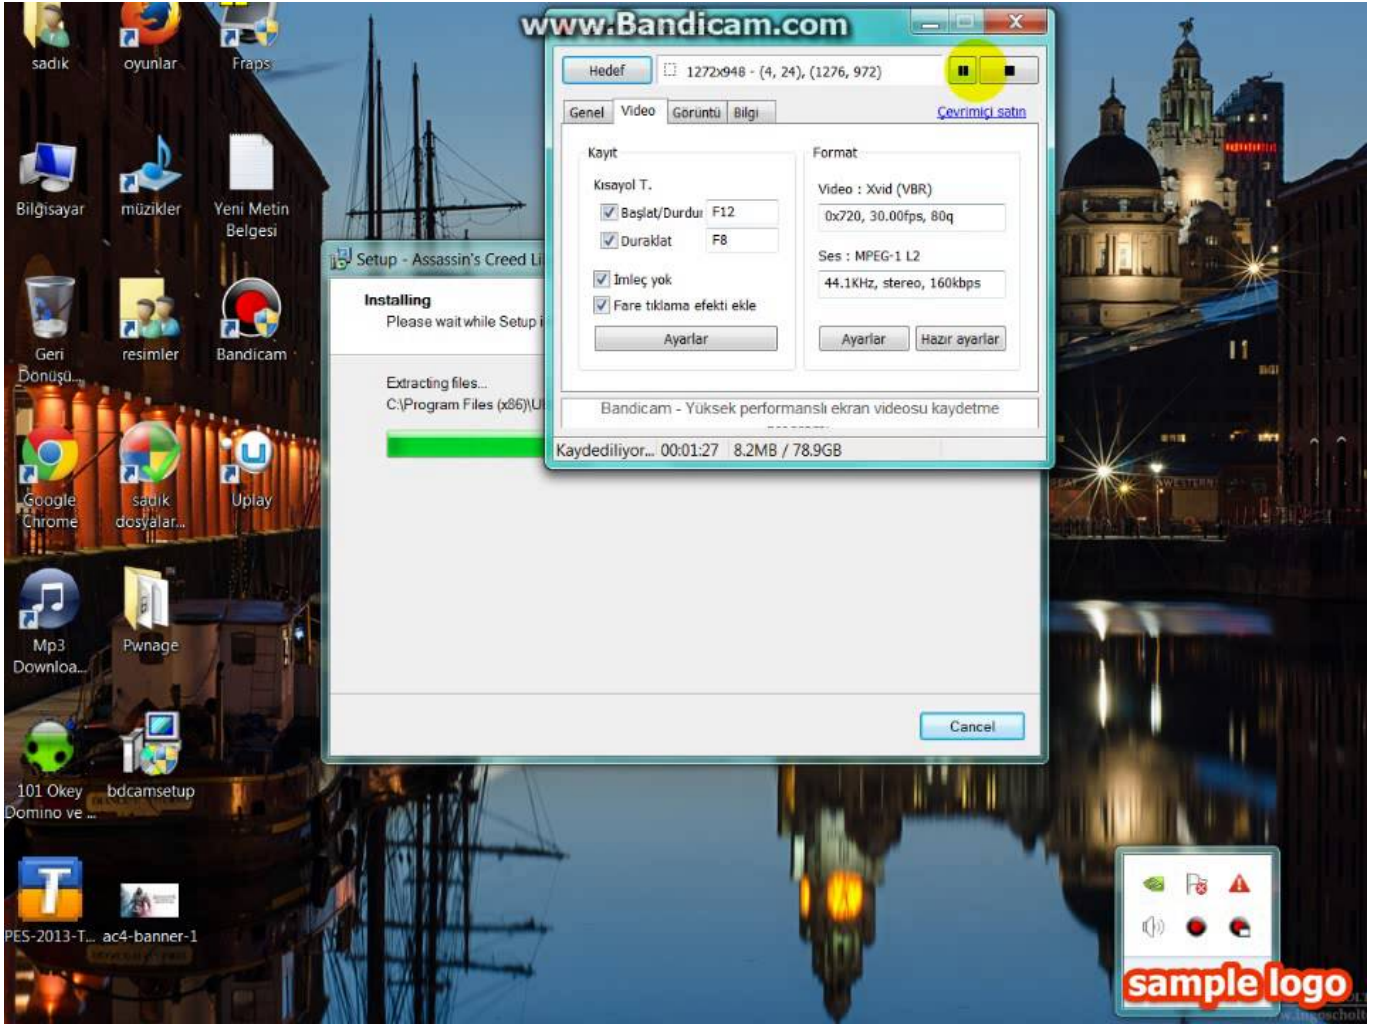 www.Bandicam.com
sadık
oyunlar
Fraps
Bilgisayar
müzikler
Yeni Metin
Belgesi
Geri
Dönüşü...
resimler
Bandicam
Google
Chrome
sadık
dosyalar...
Uplay
Mp3
Downloa...
Pwnage
101 Okey
Domino ve ...
bdcamsetup
PES-2013-T...
ac4-banner-1
Hedef
1272x948 - (4, 24), (1276, 972)
Genel
Video
Görüntü
Bilgi
Çevrimiçi satın
Kayıt
Kısayol T.
Başlat/Durdur
F12
Duraklat
F8
İmleç yok
Fare tıklama efekti ekle
Ayarlar
Format
Video : Xvid (VBR)
0x720, 30.00fps, 80q
Ses : MPEG-1 L2
44.1KHz, stereo, 160kbps
Ayarlar
Hazır ayarlar
Bandicam - Yüksek performanslı ekran videosu kaydetme
Kaydediliyor... 00:01:27 8.2MB / 78.9GB
Setup - Assassin's Creed Li
Installing
Please wait while Setup i
Extracting files...
C:\Program Files (x86)\U
Cancel
WESTERN
sample logo